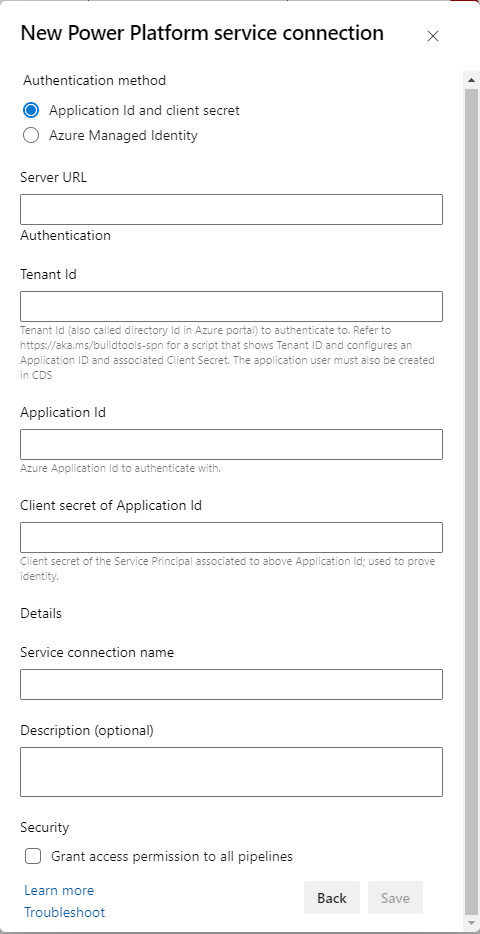 New Power Platform service connection
Authentication method
Application Id and client secret
Azure Managed Identity
Server URL
Authentication
Tenant Id
Tenant Id (also called directory Id in Azure portal) to authenticate to. Refer to
https://aka.ms/buildtools-spn for a script that shows Tenant ID and configures an
Application ID and associated Client Secret. The application user must also be created
in CDS
Application Id
Azure Application Id to authenticate with.
Client secret of Application Id
Client secret of the Service Principal associated to above Application Id; used to prove
identity.
Details
Service connection name
Description (optional)
Security
Grant access permission to all pipelines
Learn more
Troubleshoot
Back
Save